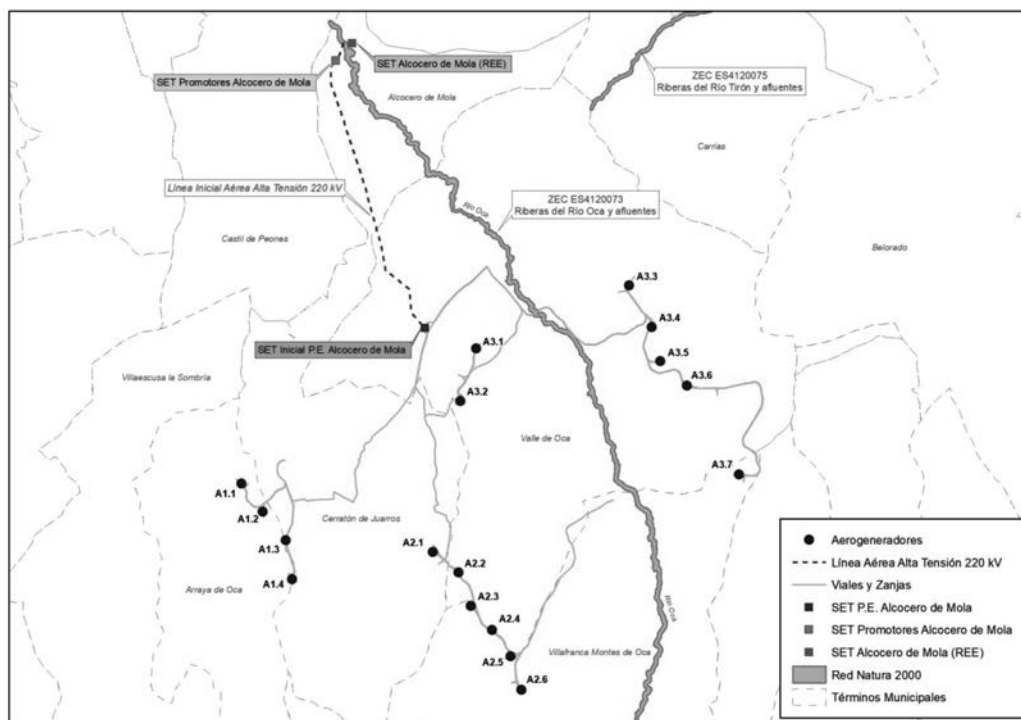 SET Alcocero de Mola (REE)
SET Promotores Alcocero de Mola
ZEC ES4120075
Riberas del Río Tirón y afluentes
Alcocero de Mola
Carrias
Línea Inicial Aérea Alta Tensión 220 kV
ZEC ES4120073
Riberas del Río Oca y afluentes
Río Oca
Castil de Peones
Belorado
A3.3
A3.4
SET Inicial P.E. Alcocero de Mola
A3.1
A3.5
A3.6
Villaescusa la Sombría
A3.2
Valle de Oca
A3.7
A1.1
A1.2
Cerratón de Juarros
A1.3
A2.1
A2.2
A1.4
Arraya de Oca
A2.3
A2.4
Río Oca
A2.5
Villafranca Montes de Oca
A2.6
Aerogeneradores
Línea Aérea Alta Tensión 220 kV
Viales y Zanjas
SET P.E. Alcocero de Mola
SET Promotores Alcocero de Mola
SET Alcocero de Mola (REE)
Red Natura 2000
Términos Municipales